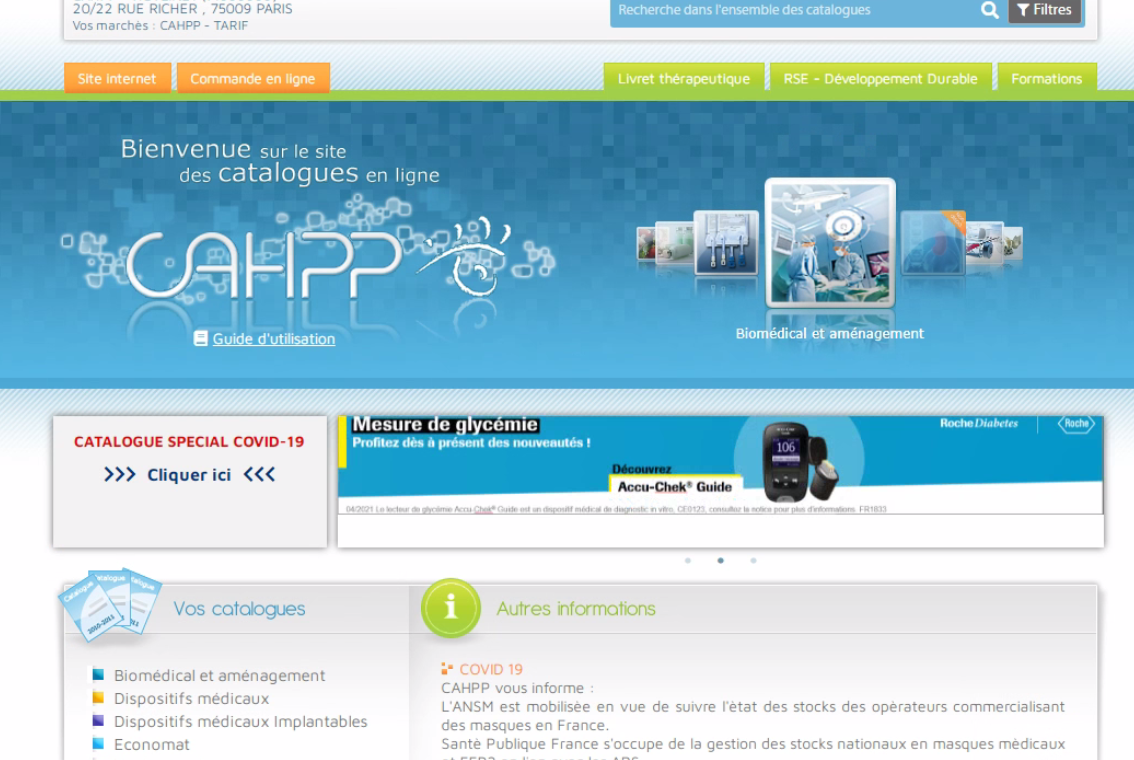 20/22 RUE RICHER , 75009 PARIS
Vos marchés : CAHPP - TARIF
Recherche dans l'ensemble des catalogues
Filtres
Site internet
Commande en ligne
Livret thérapeutique
RSE - Développement Durable
Formations
Bienvenue sur le site
des catalogues en ligne
CAHPP
Guide d'utilisation
Biomédical et aménagement
CATALOGUE SPECIAL COVID-19
>>> Cliquer ici <<<
Mesure de glycémie
Profitez dès à présent des nouveautés !
Roche Diabetes
Roche
106
Découvrez
Accu-Chek® Guide
04/2021 Le lecteur de glycémie Accu-Chek® Guide est un dispositif médical de diagnostic in vitro, CE0123, consultez la notice pour plus d'informations. FR1833
Catalogue
Catalogue
Catalogue
2010-2011
Vos catalogues
Autres informations
Biomédical et aménagement
Dispositifs médicaux
Dispositifs médicaux Implantables
Economat
COVID 19
CAHPP vous informe :
L'ANSM est mobilisée en vue de suivre l'état des stocks des opérateurs commercialisant
des masques en France.
Santé Publique France s'occupe de la gestion des stocks nationaux en masques médicaux